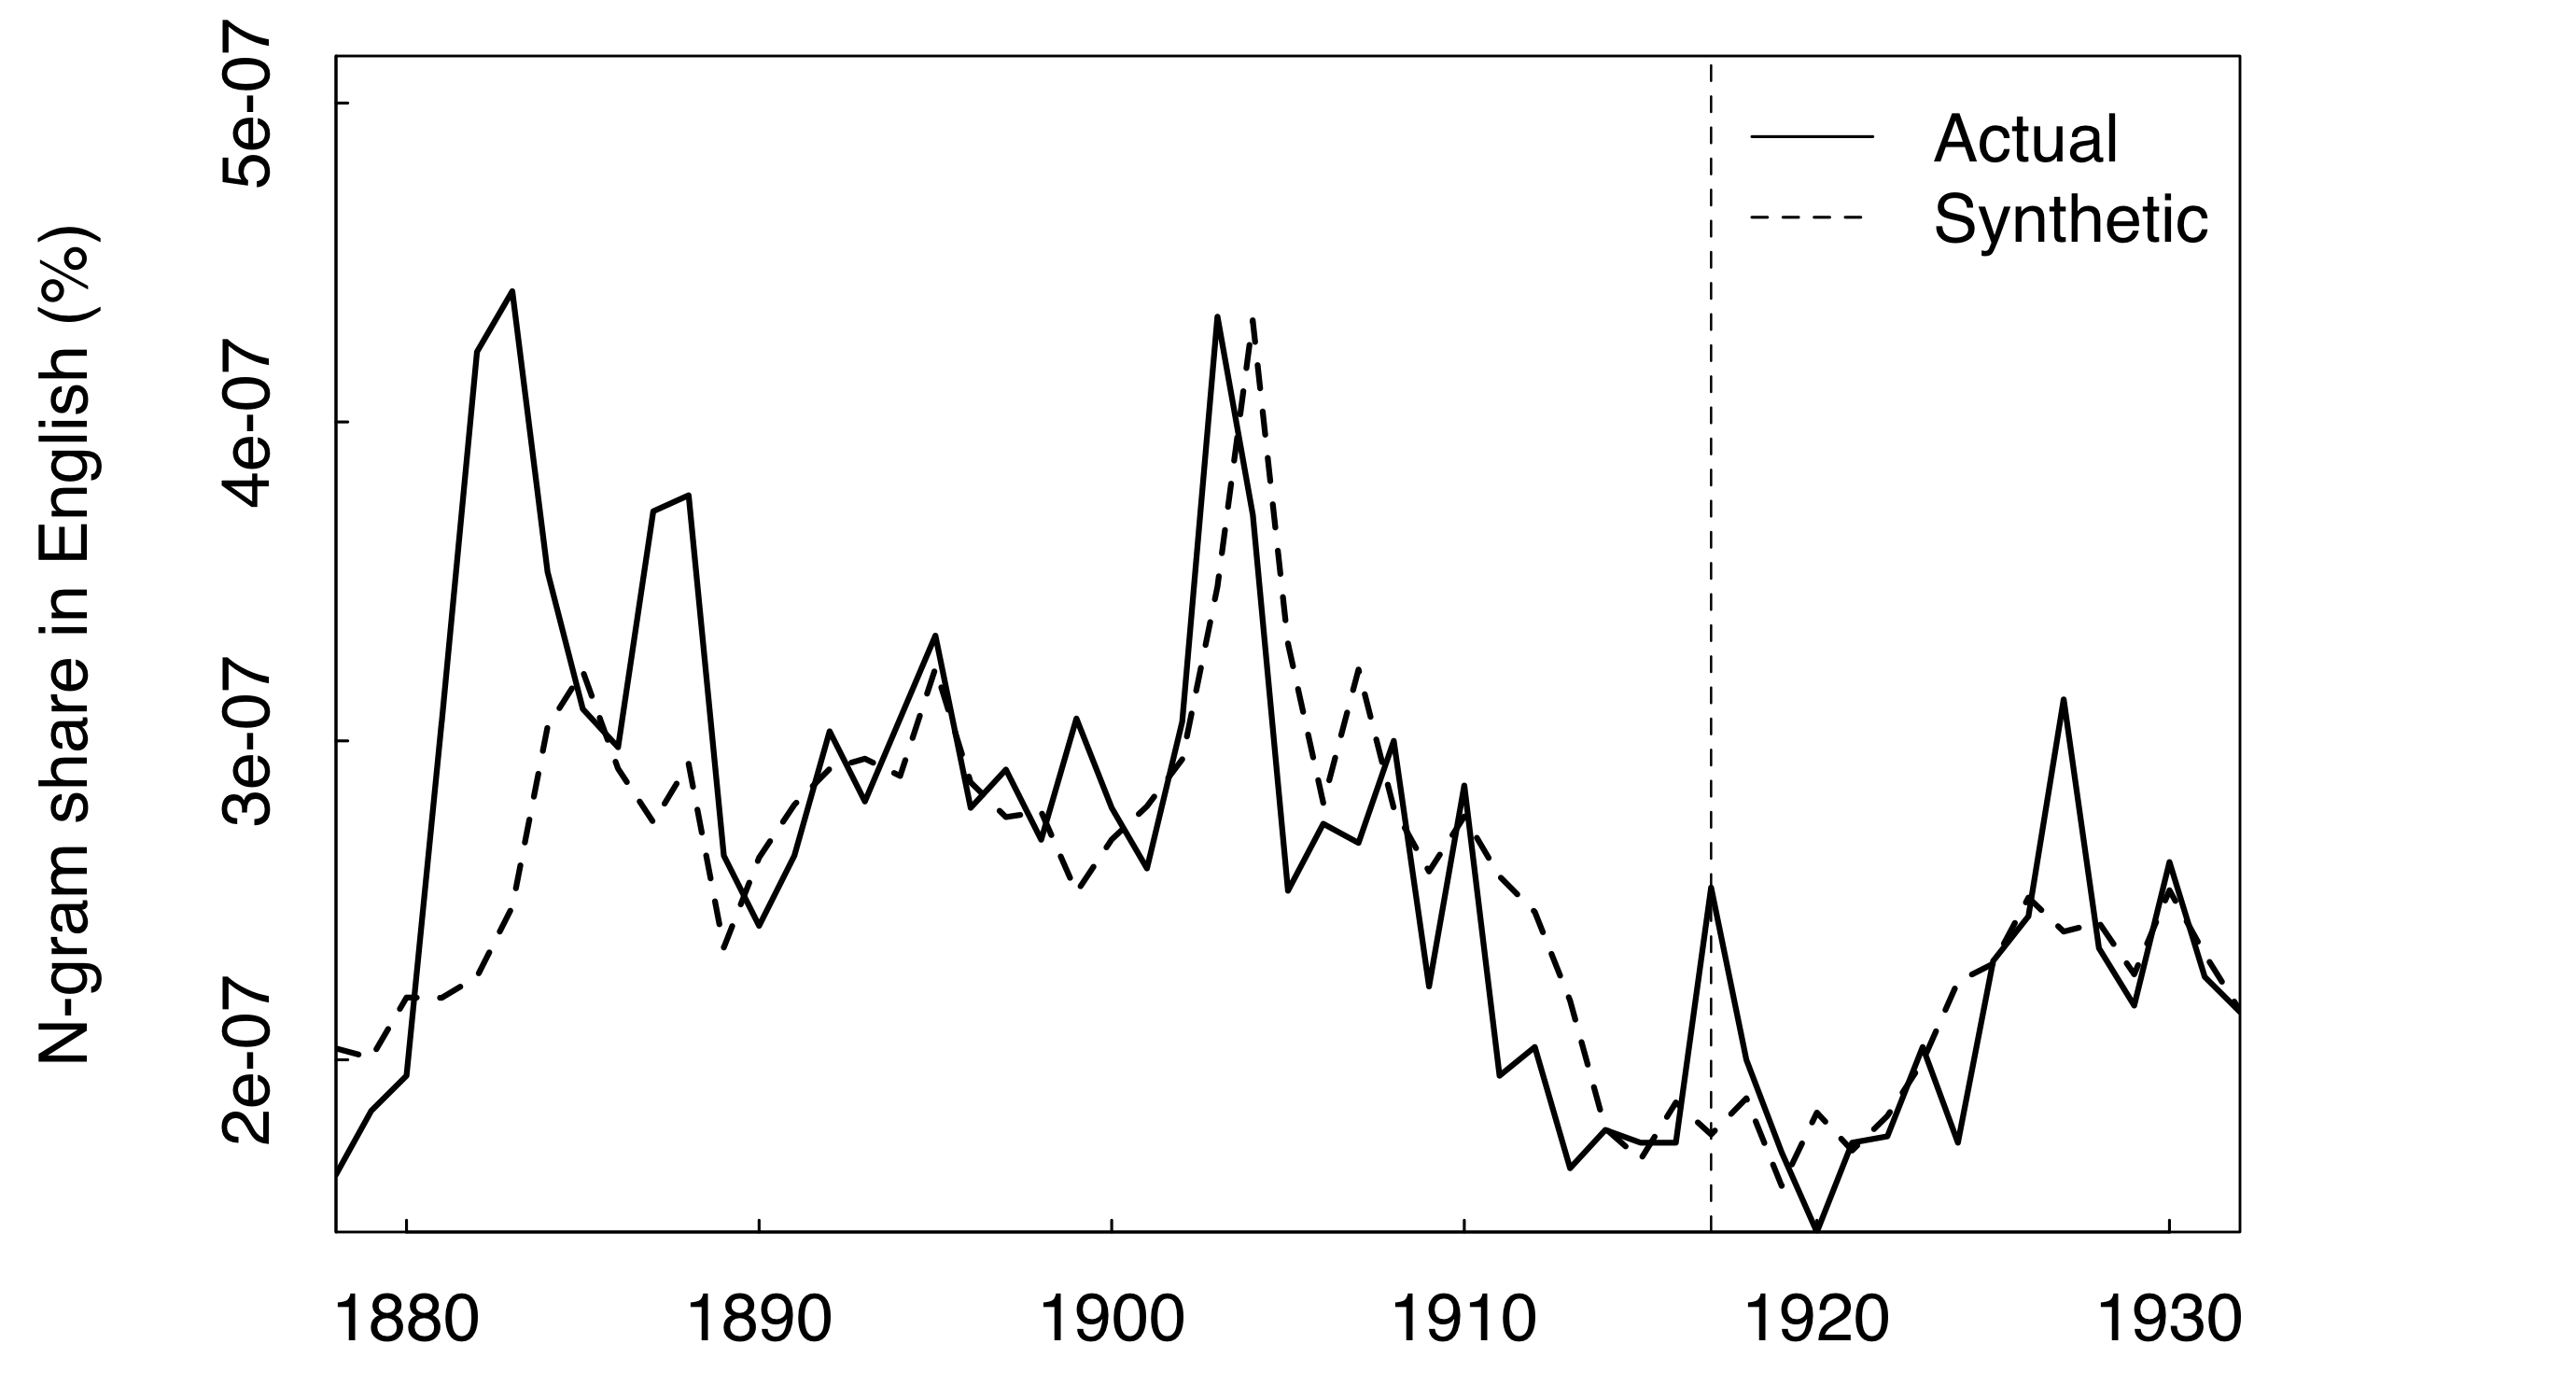 N-gram share in English (%)
5e-07
4e-07
3e-07
2e-07
Actual
Synthetic
1880
1890
1900
1910
1920
1930